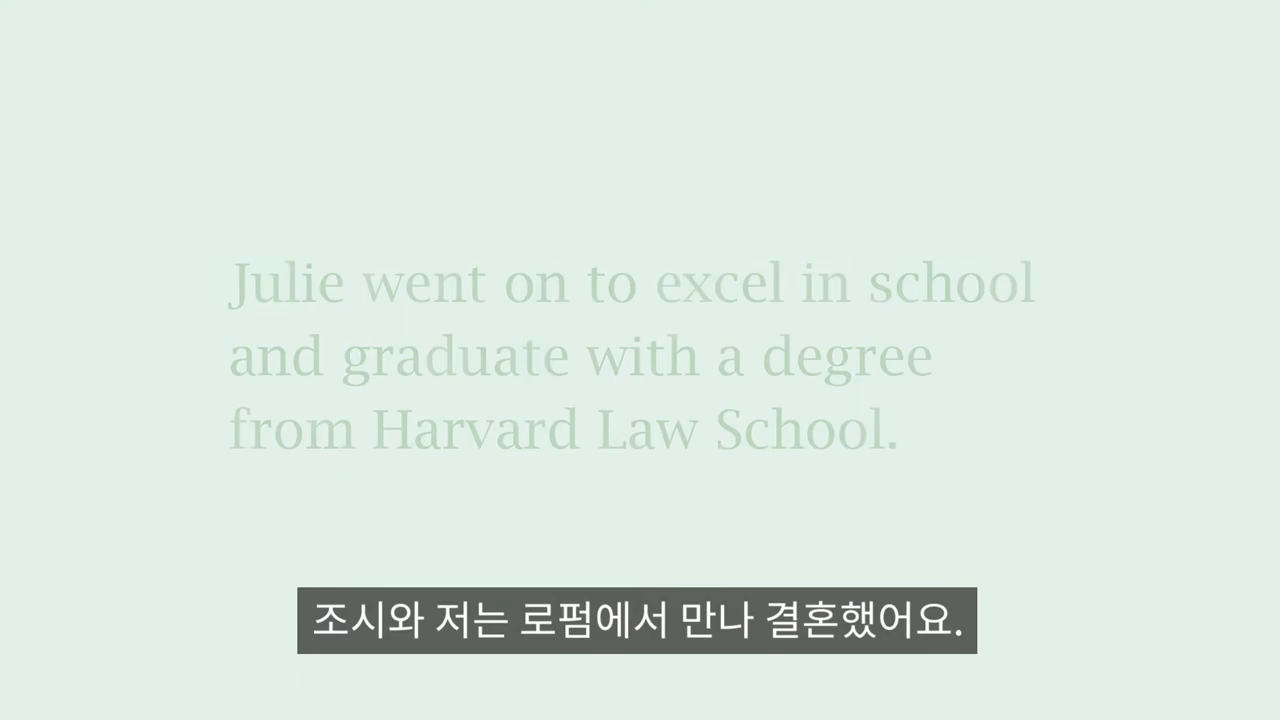 Julie went on to excel in school
and graduate with a degree
from Harvard Law School.
조시와 저는 로펌에서 만나 결혼했어요.